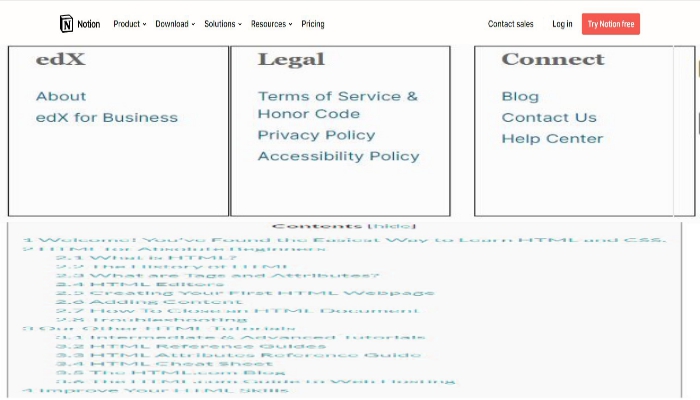 Notion Product Download Solutions Resources Pricing Contact sales Log in Try Notion free
edX
About
edX for Business
Legal
Terms of Service &
Honor Code
Privacy Policy
Accessibility Policy
Connect
Blog
Contact Us
Help Center
Contents [hide]
1 Welcome! You've Found the Easiest Way to Learn HTML and CSS.
2 HTML for Absolute Beginners
2.1 What is HTML?
2.2 The History of HTML
2.3 What are Tags and Attributes?
2.4 HTML Editors
2.5 Creating Your First HTML Webpage
2.6 Adding Content
2.7 How To Close an HTML Document
2.8 Troubleshooting
3 Our Other HTML Tutorials
3.1 Intermediate & Advanced Tutorials
3.2 HTML Reference Guides
3.3 HTML Attributes Reference Guide
3.4 HTML Cheat Sheet
3.5 The HTML.com Blog
3.6 The HTML.com Guide to Web Hosting
4 Improve Your HTML Skills